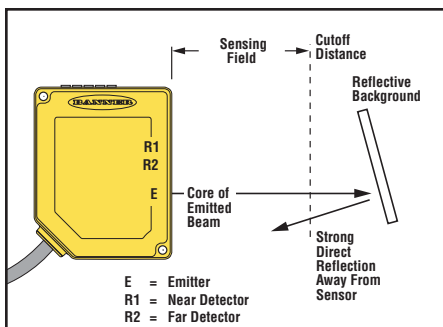 Sensing
Field
Cutoff
Distance
Reflective
Background
BANNER
R1
R2
E
Core of
Emitted
Beam
Strong
Direct
Reflection
Away From
Sensor
E = Emitter
R1 = Near Detector
R2 = Far Detector